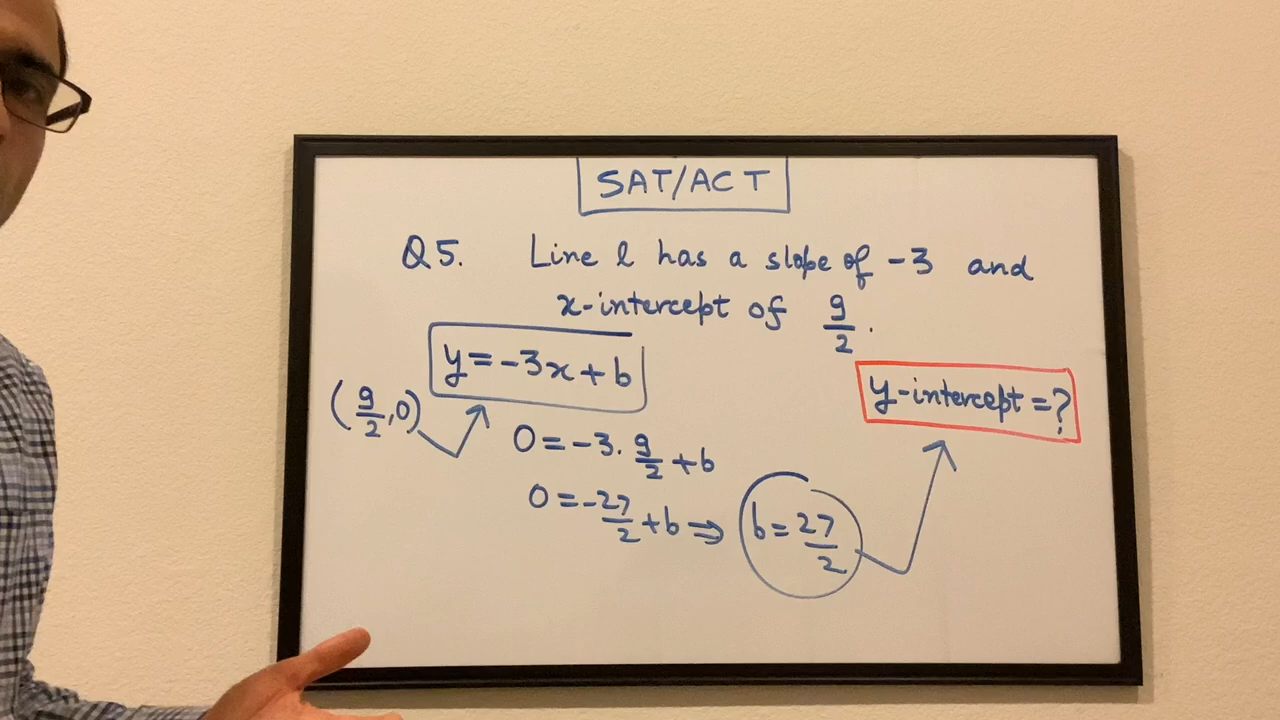 SAT/ACT
Q5. Line l has a slope of -3 and
x-intercept of 9/2.
y=-3x+b
(9/2,0)
y-intercept=?
0=-3.9/2+b
0=-27/2+b⇒
b=27/2